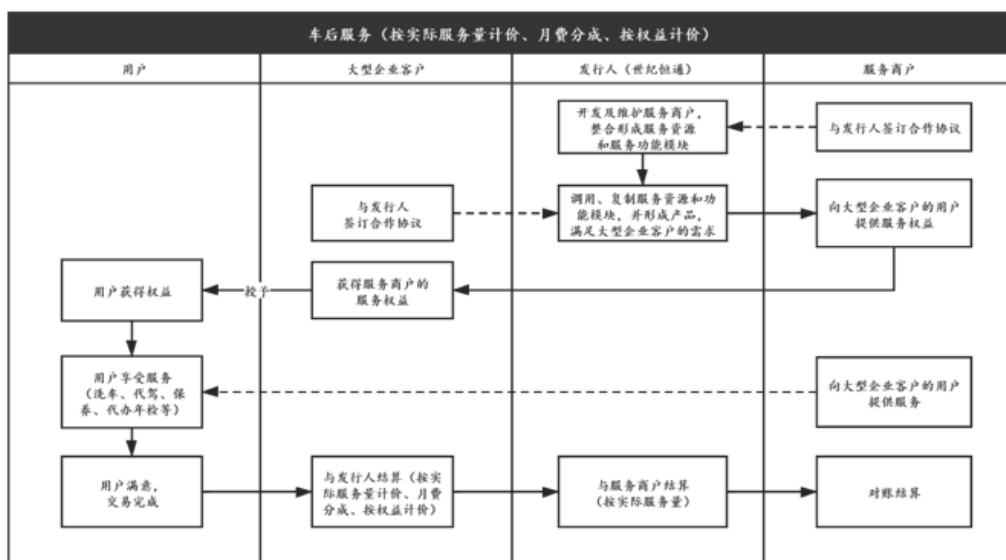 车后服务（按实际服务量计价、月费分成、按权益计价）
用户
大型企业客户
发行人（世纪恒通）
服务商户
开发及维护服务商户，
整合形成服务资源
和服务功能模块
与发行人签订合作协议
与发行人
签订合作协议
调用、复制服务资源和功
能模块，并形成产品，
满足大型企业客户的需求
向大型企业客户的用户
提供服务权益
用户获得权益
授予
获得服务商户的
服务权益
用户享受服务
（洗车、代驾、保
养、代办年检等）
向大型企业客户的用户
提供服务
用户满意，
交易完成
与发行人结算（按实
际服务量计价、月费
分成、按权益计价）
与服务商户结算
（按实际服务量）
对账结算